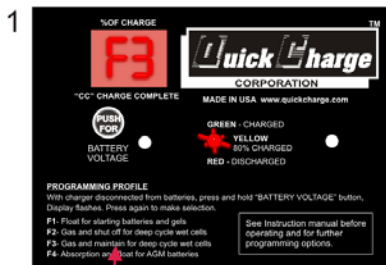 1
%OF CHARGE
F3
TM
Quick Charge
CORPORATION
"CC" CHARGE COMPLETE
MADE IN USA www.quickcharge.com
PUSH
FOR
BATTERY
VOLTAGE
GREEN - CHARGED
YELLOW
80% CHARGED
RED - DISCHARGED
PROGRAMMING PROFILE
With charger disconnected from batteries, press and hold "BATTERY VOLTAGE" button,
Display flashes. Press again to make selection.
F1- Float for starting batteries and gels
F2- Gas and shut off for deep cycle wet cells
F3- Gas and maintain for deep cycle wet cells
F4- Absorption and float for AGM batteries
See Instruction manual before
operating and for further
programming options.